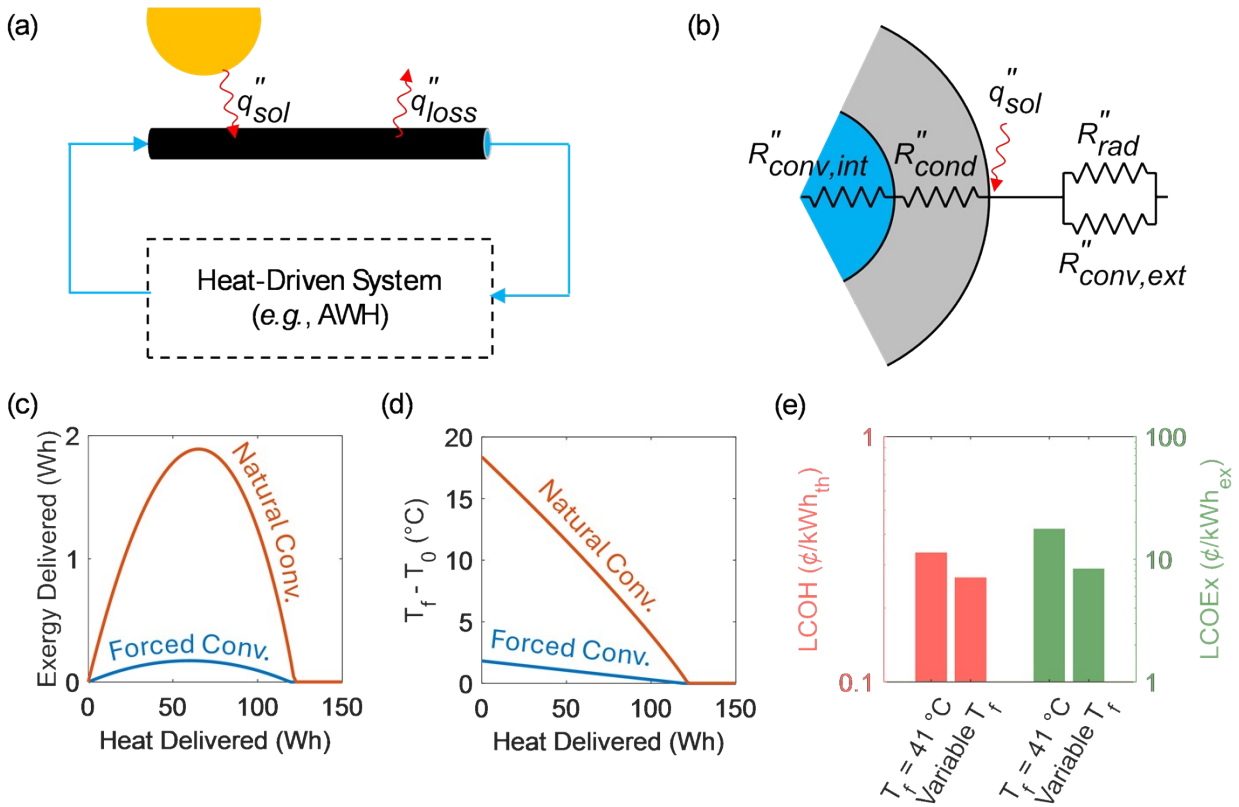 (a)
q''sol
q''loss
Heat-Driven System
(e.g., AWH)
(b)
R''conv,int
R''cond
q''sol
R''rad
R''conv,ext
(c)
Exergy Delivered (Wh)
2
1
0
Natural Conv.
Forced Conv.
0 50 100 150
Heat Delivered (Wh)
(d)
Tf - T0 (°C)
20
15
10
5
0
Natural Conv.
Forced Conv.
0 50 100 150
Heat Delivered (Wh)
(e)
LCOH (¢/kWhth)
1
0.1
100
10
1
LCOEx (¢/kWhex)
Tf = 41 °C
Variable Tf
Tf = 41 °C
Variable Tf